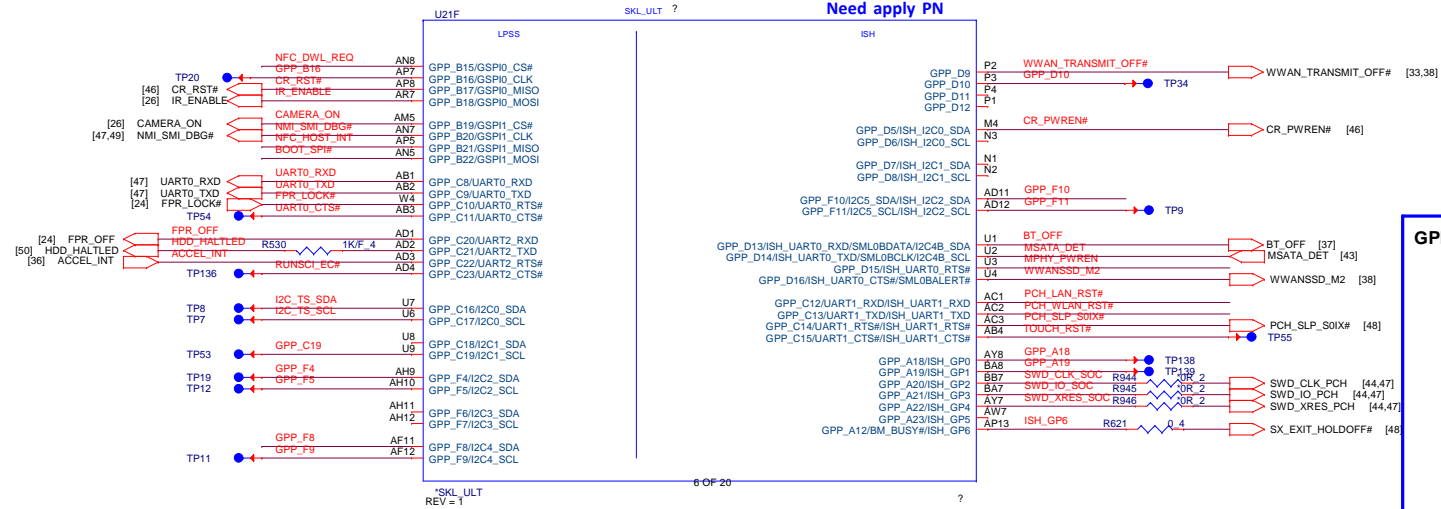 U21F
SKL_ULT ?
Need apply PN
LPSS
ISH
NFC_DWL_REQ AN8 GPP_B15/GSPI0_CS#
TP20 GPP_B16 AP7 GPP_B16/GSPI0_CLK
[46] CR_RST# CR_RST# AP8 GPP_B17/GSPI0_MISO
[26] IR_ENABLE IR_ENABLE AR7 GPP_B18/GSPI0_MOSI
[26] CAMERA_ON CAMERA_ON AM5 GPP_B19/GSPI1_CS#
[47,49] NMI_SMI_DBG# NMI_SMI_DBG# AN7 GPP_B20/GSPI1_CLK
NFC_HOST_INT AP5 GPP_B21/GSPI1_MISO
BOOT_SPI# AN5 GPP_B22/GSPI1_MOSI
[47] UART0_RXD UART0_RXD AB1 GPP_C8/UART0_RXD
[47] UART0_TXD UART0_TXD AB2 GPP_C9/UART0_TXD
[24] FPR_LOCK# FPR_LOCK# W4 GPP_C10/UART0_RTS#
TP54 UART0_CTS# AB3 GPP_C11/UART0_CTS#
[24] FPR_OFF FPR_OFF AD1 GPP_C20/UART2_RXD
[50] HDD_HALTLED HDD_HALTLED R530 1K/F_4 AD2 GPP_C21/UART2_TXD
[36] ACCEL_INT ACCEL_INT AD3 GPP_C22/UART2_RTS#
TP136 RUNSCI_EC# AD4 GPP_C23/UART2_CTS#
TP8 I2C_TS_SDA U7 GPP_C16/I2C0_SDA
TP7 I2C_TS_SCL U6 GPP_C17/I2C0_SCL
U8 GPP_C18/I2C1_SDA
TP53 GPP_C19 U9 GPP_C19/I2C1_SCL
TP19 GPP_F4 AH9 GPP_F4/I2C2_SDA
TP12 GPP_F5 AH10 GPP_F5/I2C2_SCL
AH11 GPP_F6/I2C3_SDA
AH12 GPP_F7/I2C3_SCL
GPP_F8 AF11 GPP_F8/I2C4_SDA
TP11 GPP_F9 AF12 GPP_F9/I2C4_SCL
GPP_D9 P2 WWAN_TRANSMIT_OFF# WWAN_TRANSMIT_OFF# [33,38]
GPP_D10 P3 GPP_D10 TP34
GPP_D11 P4
GPP_D12 P1
GPP_D5/ISH_I2C0_SDA M4 CR_PWREN# CR_PWREN# [46]
GPP_D6/ISH_I2C0_SCL N3
GPP_D7/ISH_I2C1_SDA N1
GPP_D8/ISH_I2C1_SCL N2
GPP_F10/I2C5_SDA/ISH_I2C2_SDA AD11 GPP_F10
GPP_F11/I2C5_SCL/ISH_I2C2_SCL AD12 GPP_F11 TP9
GPP_D13/ISH_UART0_RXD/SML0BDATA/I2C4B_SDA U1 BT_OFF BT_OFF [37]
GPP_D14/ISH_UART0_TXD/SML0BCLK/I2C4B_SCL U2 MSATA_DET MSATA_DET [43]
GPP_D15/ISH_UART0_RTS# U3 MPHY_PWREN
GPP_D16/ISH_UART0_CTS#/SML0BALERT# U4 WWANSSD_M2 WWANSSD_M2 [38]
GPP_C12/UART1_RXD/ISH_UART1_RXD AC1 PCH_LAN_RST#
GPP_C13/UART1_TXD/ISH_UART1_TXD AC2 PCH_WLAN_RST#
GPP_C14/UART1_RTS#/ISH_UART1_RTS# AC3 PCH_SLP_S0IX# PCH_SLP_S0IX# [48]
GPP_C15/UART1_CTS#/ISH_UART1_CTS# AB4 TOUCH_RST# TP55
GPP_A18/ISH_GP0 AY8 GPP_A18 TP138
GPP_A19/ISH_GP1 BA8 GPP_A19 TP139
GPP_A20/ISH_GP2 BB7 SWD_CLK_SOC R944 *0R_2 SWD_CLK_PCH [44,47]
GPP_A21/ISH_GP3 BA7 SWD_IO_SOC R945 *0R_2 SWD_IO_PCH [44,47]
GPP_A22/ISH_GP4 AY7 SWD_XRES_SOC R946 *0R_2 SWD_XRES_PCH [44,47]
GPP_A23/ISH_GP5 AW7
GPP_A12/BM_BUSY#/ISH_GP6 AP13 ISH_GP6 R621 0_4 SX_EXIT_HOLDOFF# [48]
GP
6 OF 20
*SKL_ULT
REV = 1
?